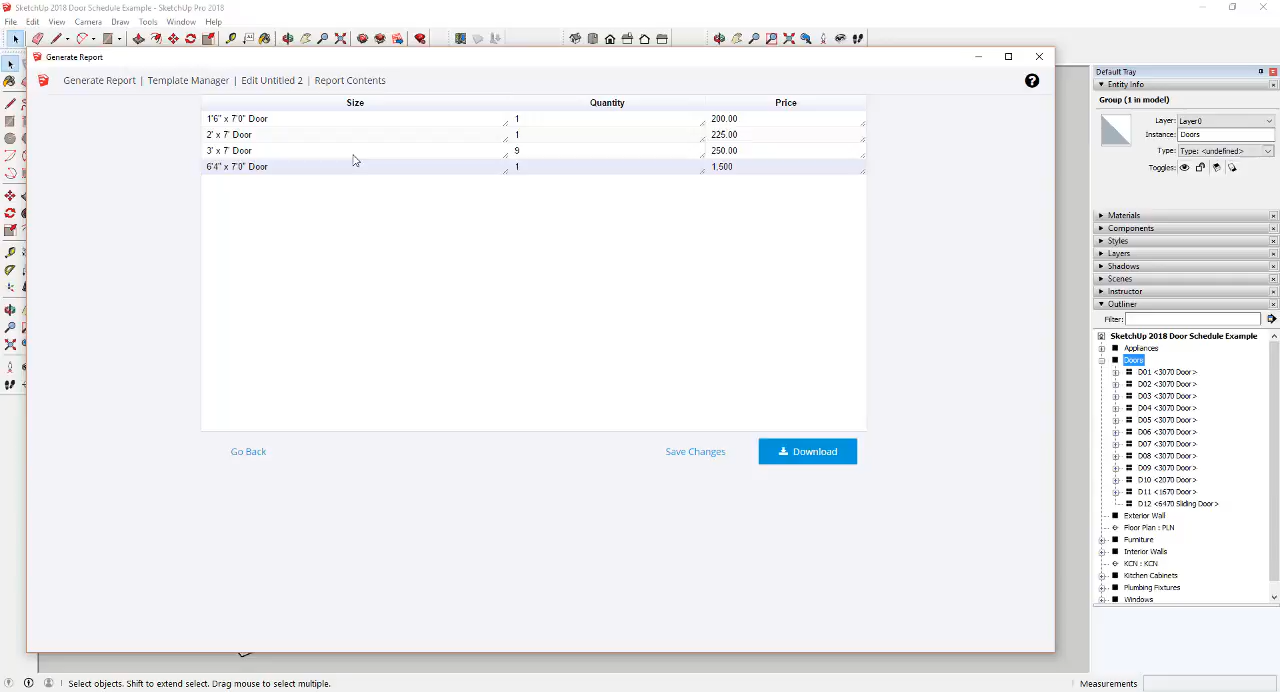 SketchUp 2018 Door Schedule Example - SketchUp Pro 2018
File Edit View Camera Draw Tools Window Help
Generate Report
Generate Report | Template Manager | Edit Untitled 2 | Report Contents
Size Quantity Price
1'6" x 7'0" Door 1 200.00
2' x 7' Door 1 225.00
3' x 7' Door 9 250.00
6'4" x 7'0" Door 1 1,500
Go Back Save Changes Download
Default Tray
Entity Info
Group (1 in model)
Layer: Layer0
Instance: Doors
Type: Type: <undefined>
Toggles:
Materials
Components
Styles
Layers
Shadows
Scenes
Instructor
Outliner
Filter:
SketchUp 2018 Door Schedule Example
Appliances
Doors
D01 <3070 Door>
D02 <3070 Door>
D03 <3070 Door>
D04 <3070 Door>
D05 <3070 Door>
D06 <3070 Door>
D07 <3070 Door>
D08 <3070 Door>
D09 <3070 Door>
D10 <2070 Door>
D11 <1670 Door>
D12 <6470 Sliding Door>
Exterior Wall
Floor Plan : PLN
Furniture
Interior Walls
KCN : KCN
Kitchen Cabinets
Plumbing Fixtures
Windows
Select objects. Shift to extend select. Drag mouse to select multiple.
Measurements